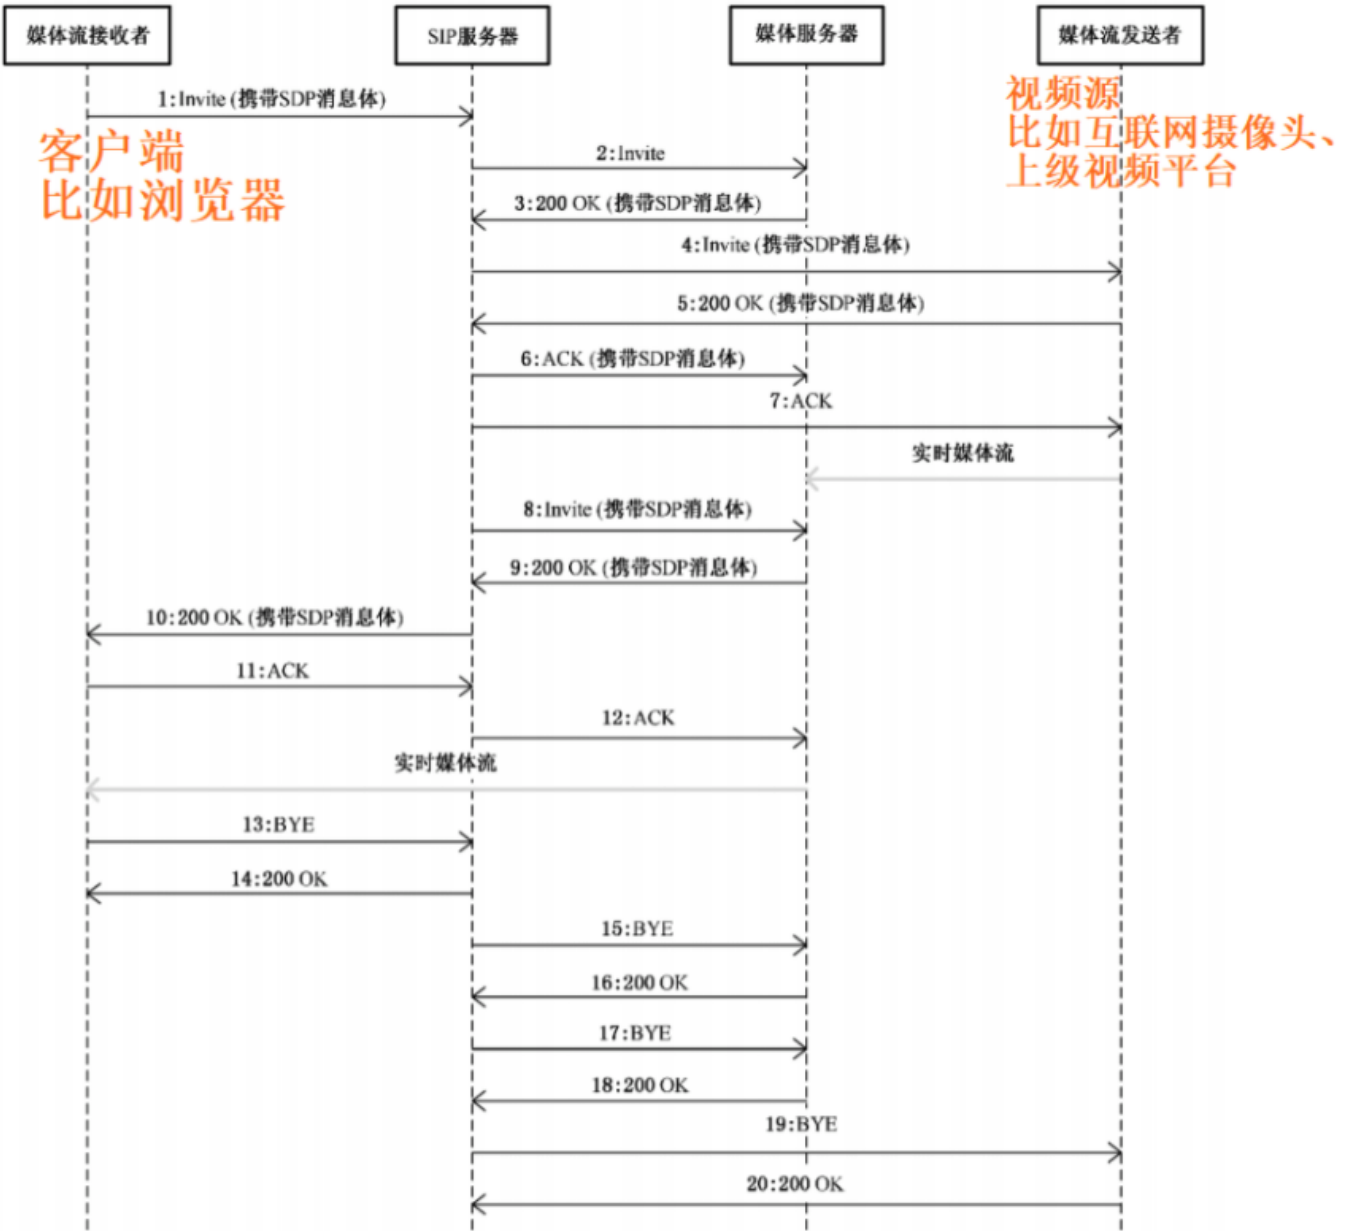 媒体流接收者
SIP服务器
媒体服务器
媒体流发送者
1:Invite (携带SDP消息体)
客户端
比如浏览器
视频源
比如互联网摄像头、
上级视频平台
2:Invite
3:200 OK (携带SDP消息体)
4:Invite (携带SDP消息体)
5:200 OK (携带SDP消息体)
6:ACK (携带SDP消息体)
7:ACK
实时媒体流
8:Invite (携带SDP消息体)
9:200 OK (携带SDP消息体)
10:200 OK (携带SDP消息体)
11:ACK
12:ACK
实时媒体流
13:BYE
14:200 OK
15:BYE
16:200 OK
17:BYE
18:200 OK
19:BYE
20:200 OK